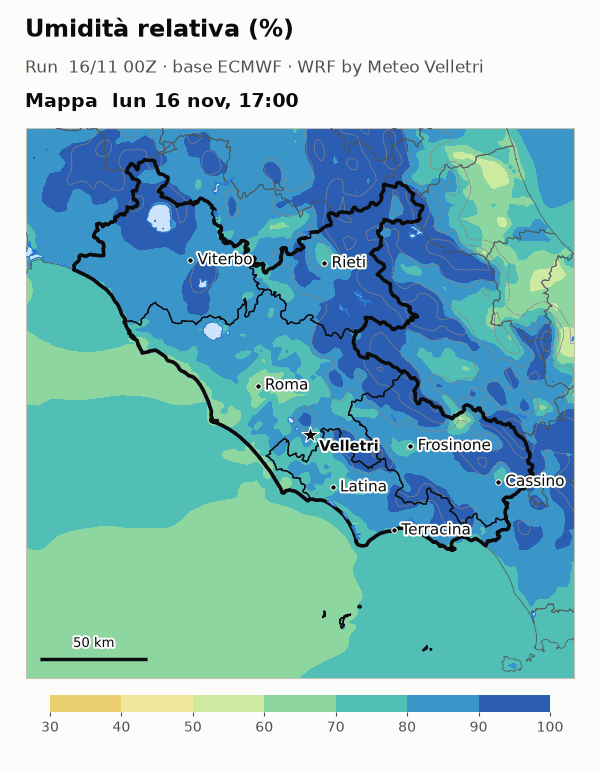 Umidità relativa (%)
Run  16/11 00Z · base ECMWF · WRF by Meteo Velletri
Mappa  lun 16 nov, 17:00
Viterbo
Rieti
Roma
Velletri
Frosinone
Latina
Cassino
Terracina
50 km
30 40 50 60 70 80 90 100